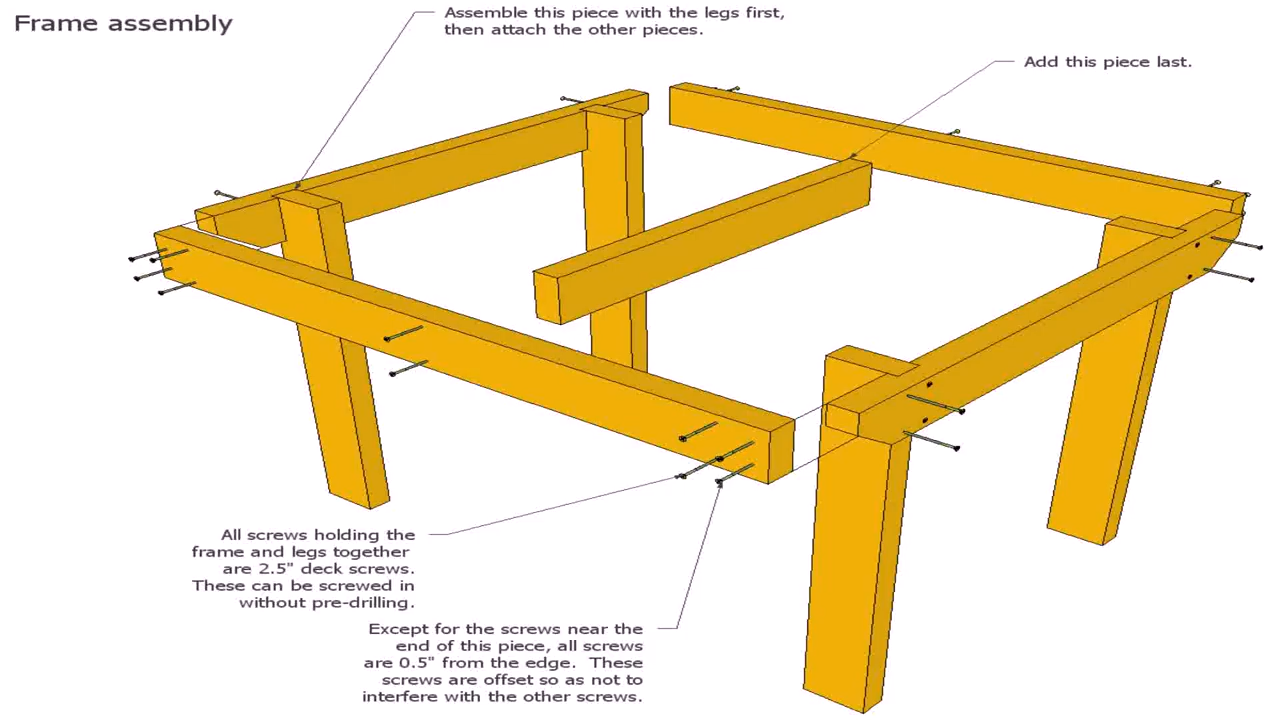 Frame assembly
Assemble this piece with the legs first,
then attach the other pieces.
Add this piece last.
All screws holding the
frame and legs together
are 2.5" deck screws.
These can be screwed in
without pre-drilling.
Except for the screws near the
end of this piece, all screws
are 0.5" from the edge.  These
screws are offset so as not to
interfere with the other screws.